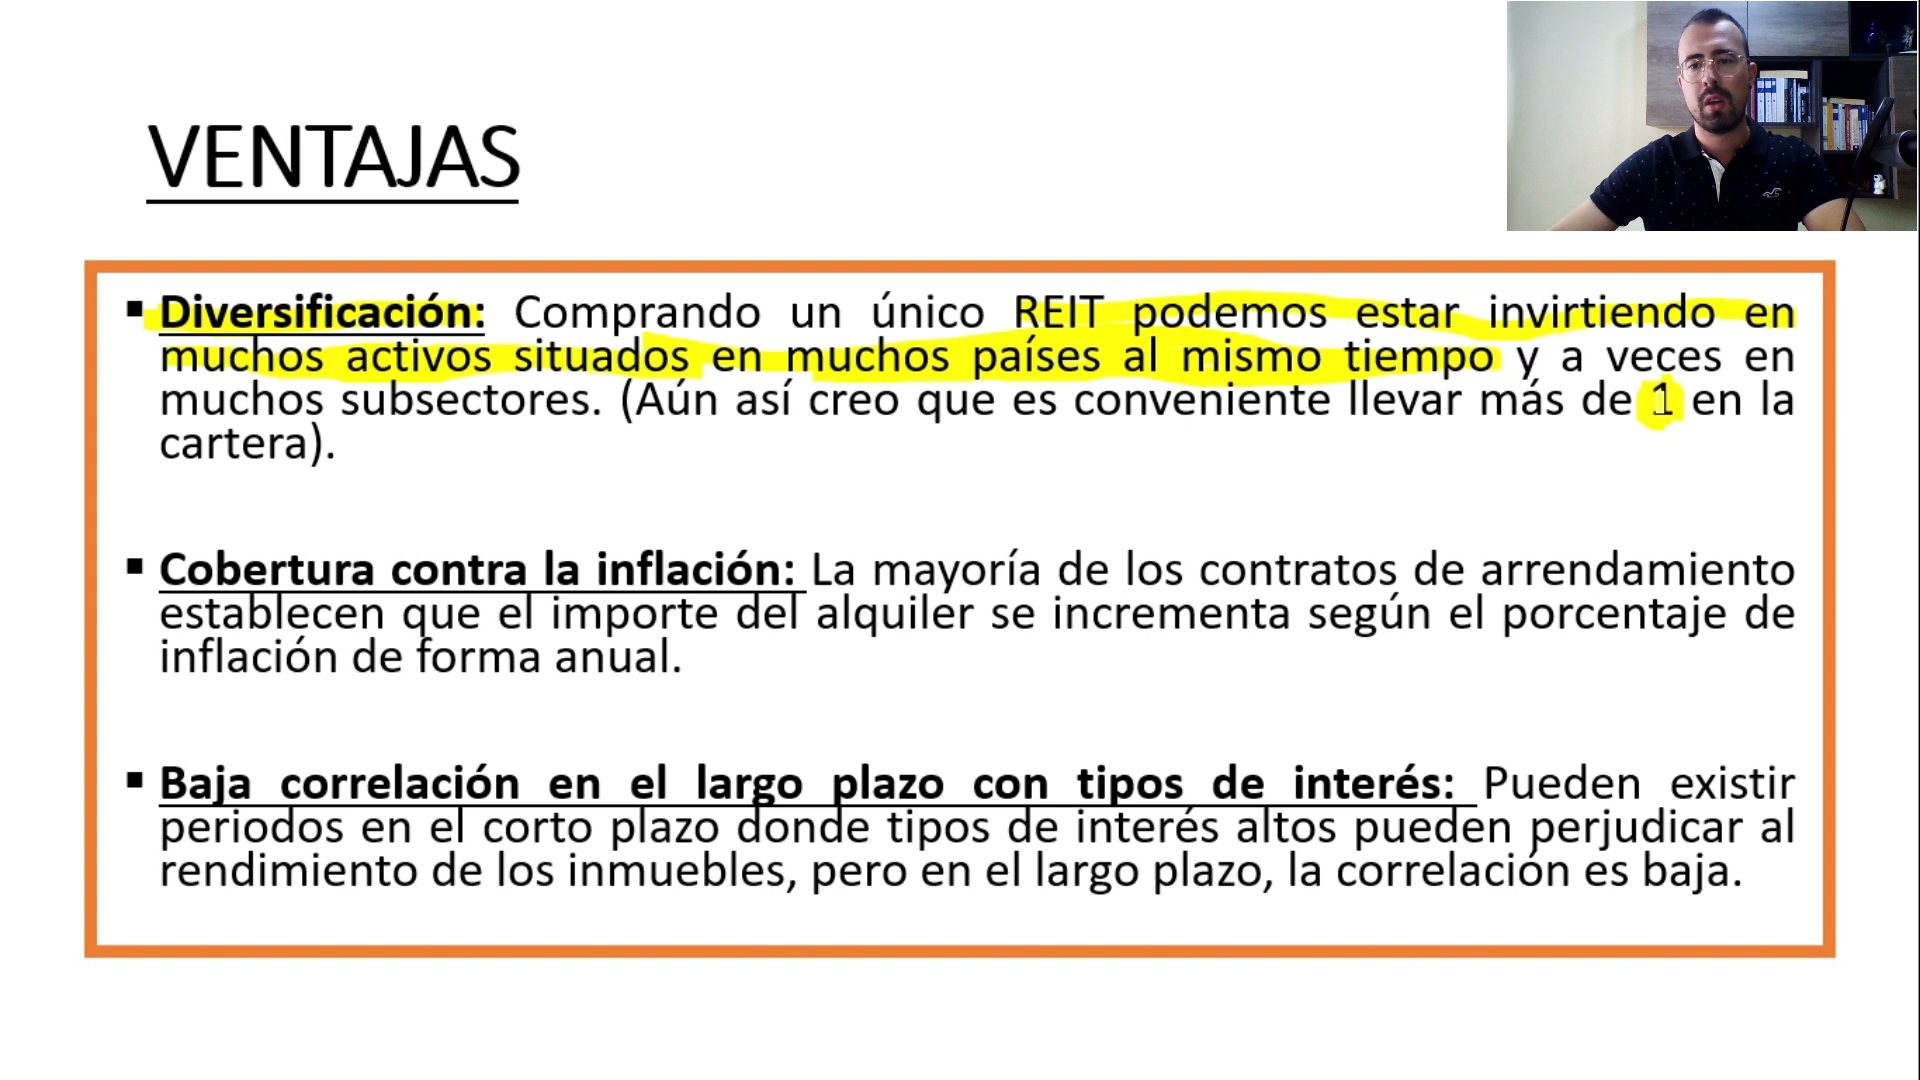 VENTAJAS
▪ Diversificación: Comprando un único REIT podemos estar invirtiendo en
muchos activos situados en muchos países al mismo tiempo y a veces en
muchos subsectores. (Aún así creo que es conveniente llevar más de 1 en la
cartera).
▪ Cobertura contra la inflación: La mayoría de los contratos de arrendamiento
establecen que el importe del alquiler se incrementa según el porcentaje de
inflación de forma anual.
▪ Baja correlación en el largo plazo con tipos de interés: Pueden existir
periodos en el corto plazo donde tipos de interés altos pueden perjudicar al
rendimiento de los inmuebles, pero en el largo plazo, la correlación es baja.